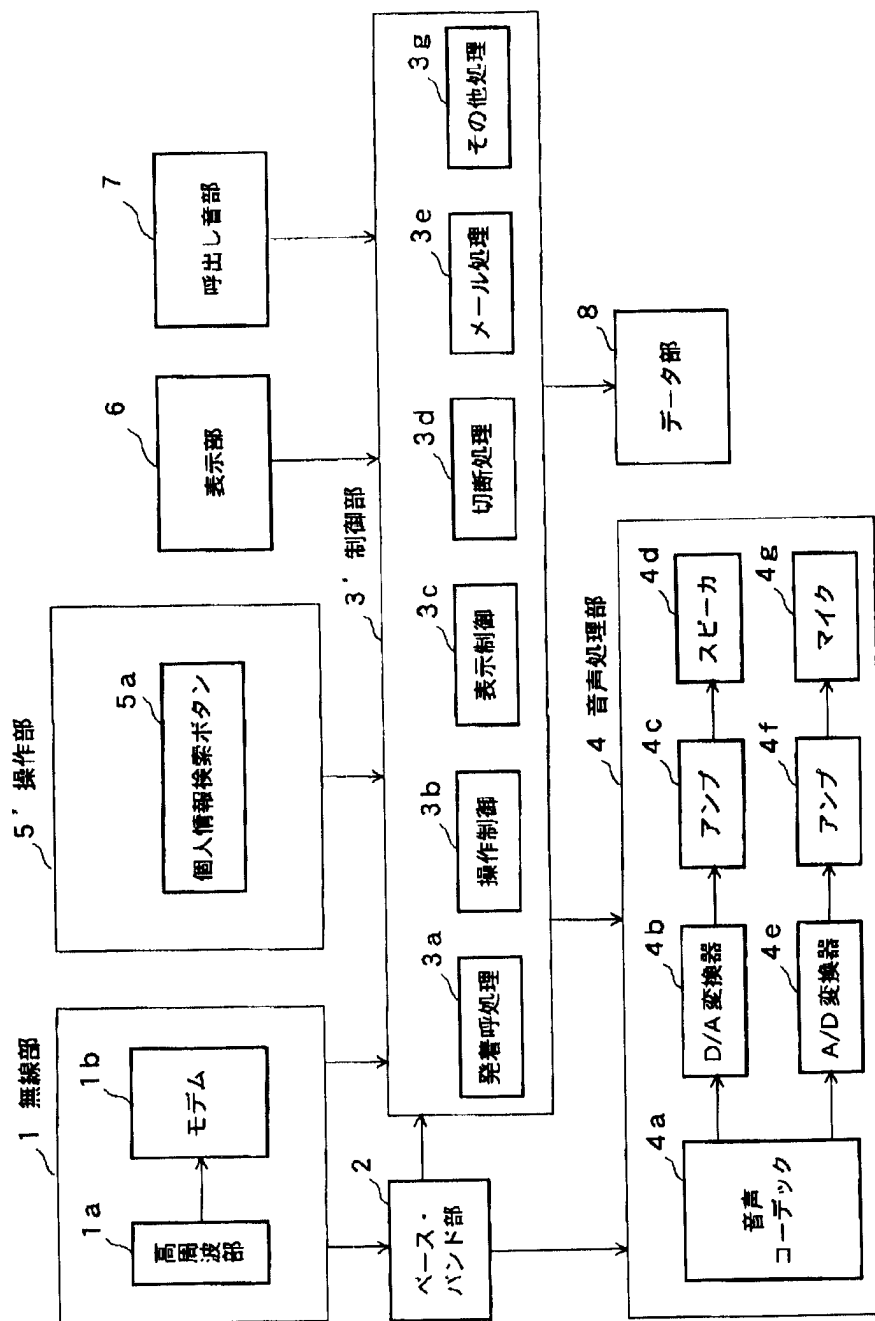 1 無線部
1a
高周波部
1b
モデム
5' 操作部
5a
個人情報検索ボタン
6
表示部
7
呼出し音部
2
ベース・
バンド部
3' 制御部
3a
発着呼処理
3b
操作制御
3c
表示制御
3d
切断処理
3e
メール処理
3g
その他処理
4 音声処理部
4a
音声
コーデック
4b
D/A変換器
4c
アンプ
4d
スピーカ
4e
A/D変換器
4f
アンプ
4g
マイク
8
データ部